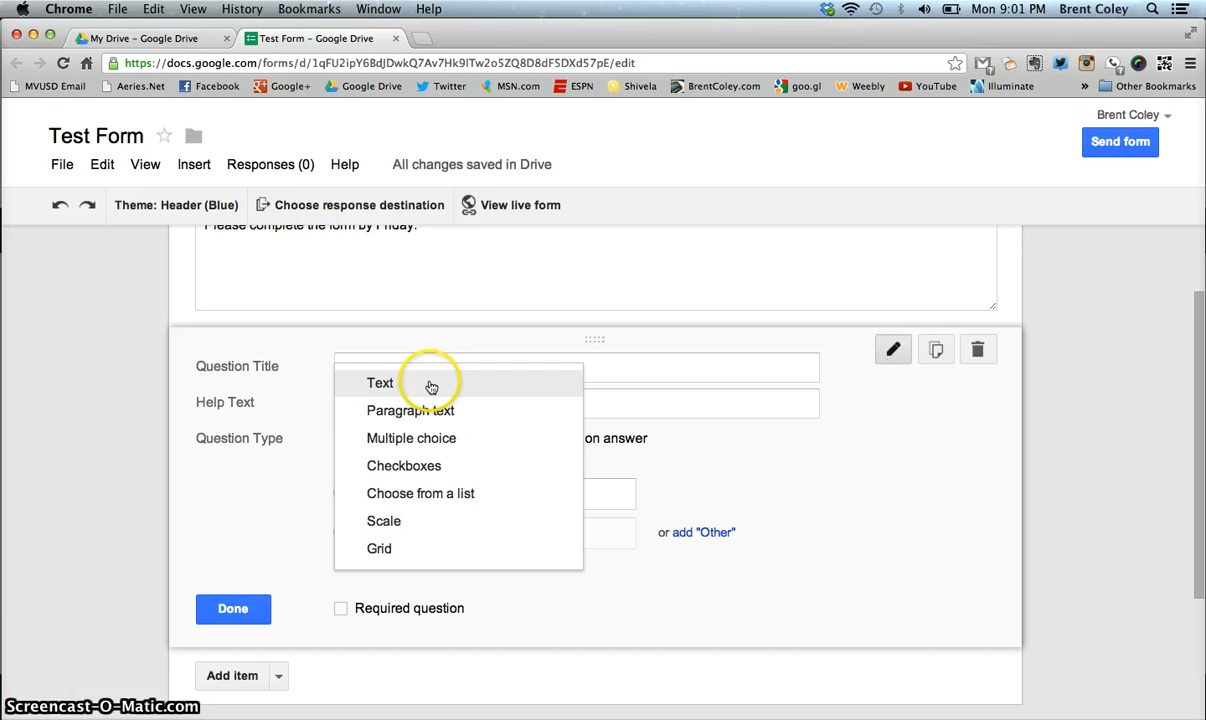 Chrome File Edit View History Bookmarks Window Help Mon 9:01 PM Brent Coley
My Drive – Google Drive Test Form – Google Drive
https://docs.google.com/forms/d/1qFU2ipY6BdJDwkQ7Av7Hk9lTw2o5ZQ8D8dF5DXd57pE/edit
MVUSD Email Aeries.Net Facebook Google+ Google Drive Twitter MSN.com ESPN Shivela BrentColey.com goo.gl Weebly YouTube Illuminate » Other Bookmarks
Brent Coley
Test Form
Send form
File Edit View Insert Responses (0) Help All changes saved in Drive
Theme: Header (Blue) Choose response destination View live form
Please complete the form by Friday.
Question Title
Text
Help Text
Paragraph text
Question Type
Multiple choice
on answer
Checkboxes
Choose from a list
Scale
or add "Other"
Grid
Done
Required question
Add item
Screencast-O-Matic.com